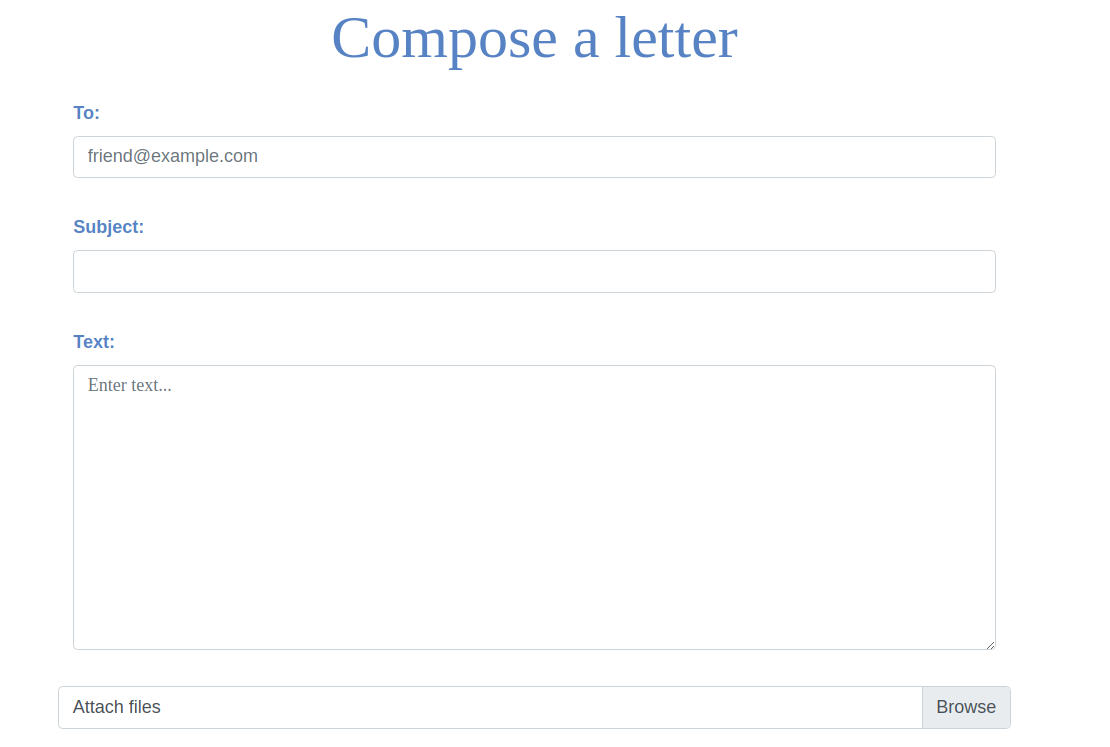 Compose a letter
To:
friend@example.com
Subject:
Text:
Enter text...
Attach files Browse